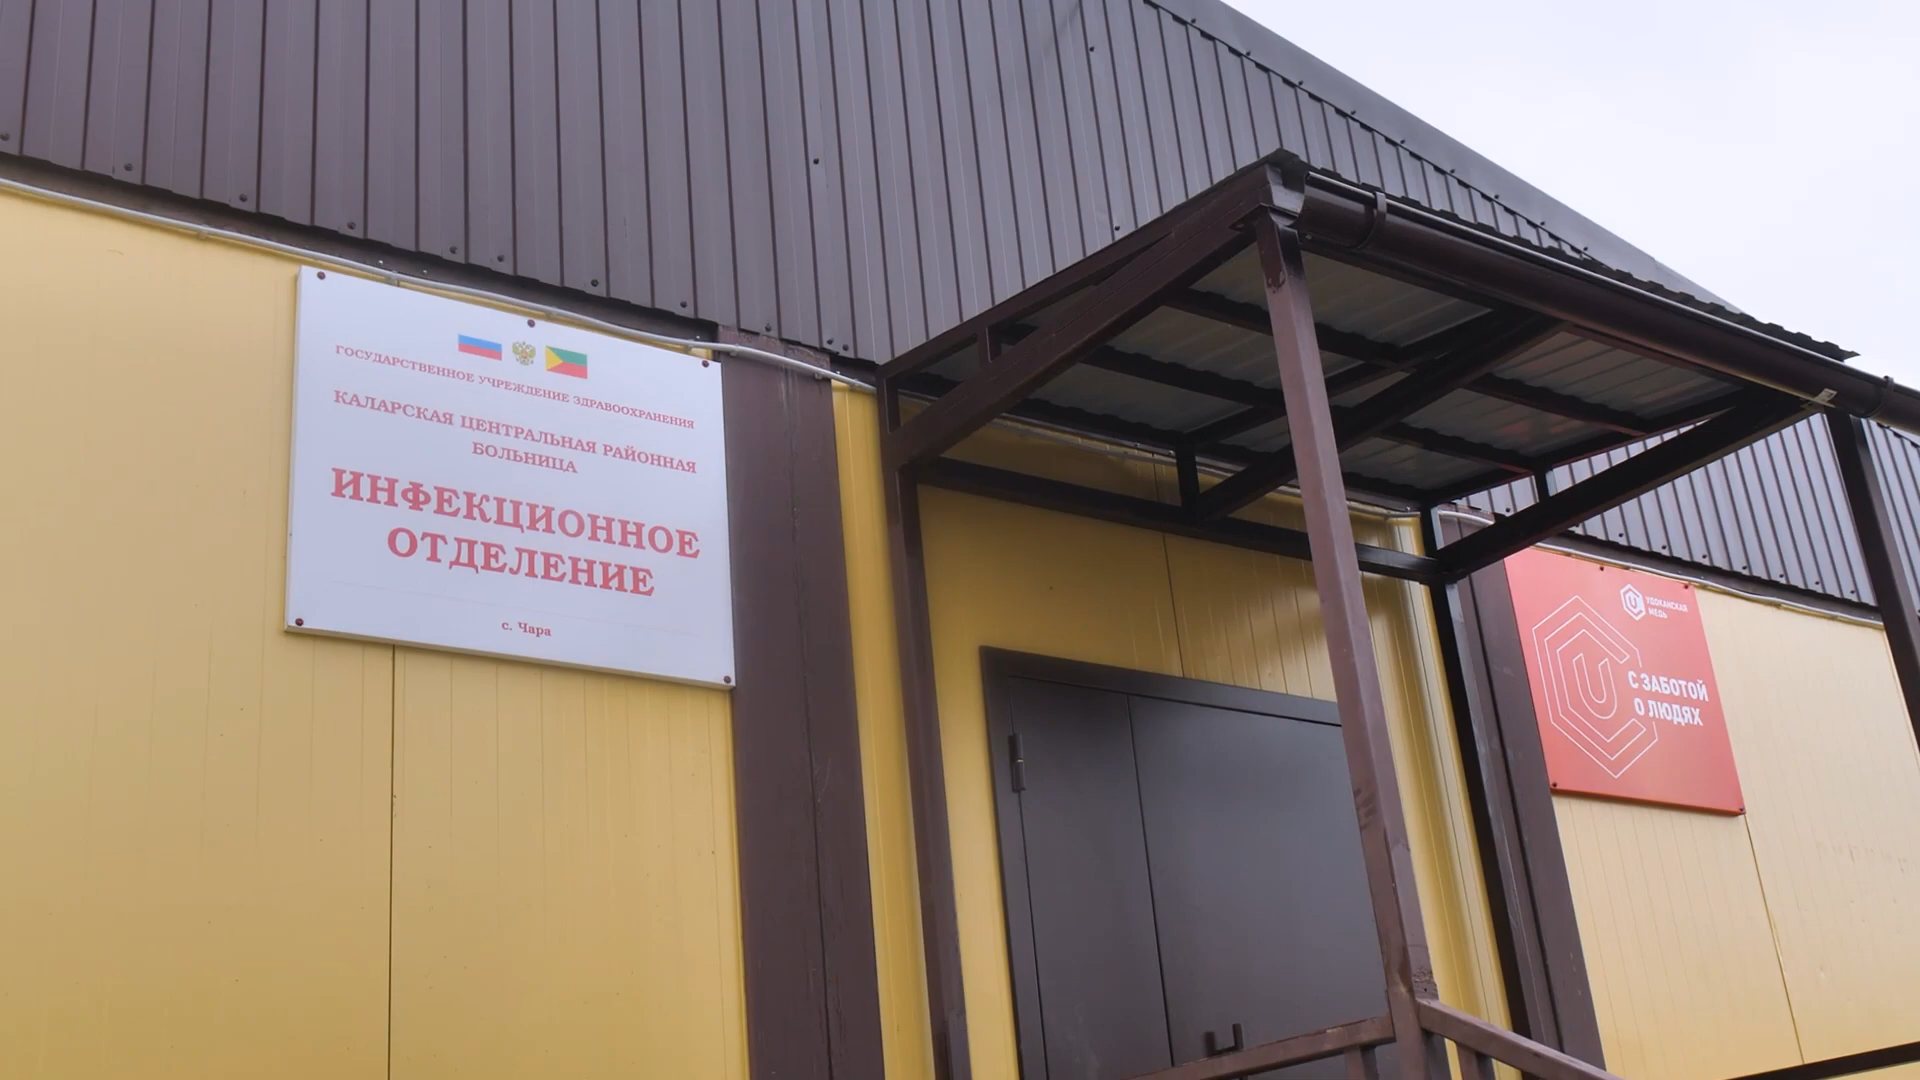 ГОСУДАРСТВЕННОЕ УЧРЕЖДЕНИЕ ЗДРАВООХРАНЕНИЯ
КАЛАРСКАЯ ЦЕНТРАЛЬНАЯ РАЙОННАЯ
БОЛЬНИЦА
ИНФЕКЦИОННОЕ
ОТДЕЛЕНИЕ
с. Чара
УДОКАНСКАЯ
МЕДЬ
С ЗАБОТОЙ
О ЛЮДЯХ